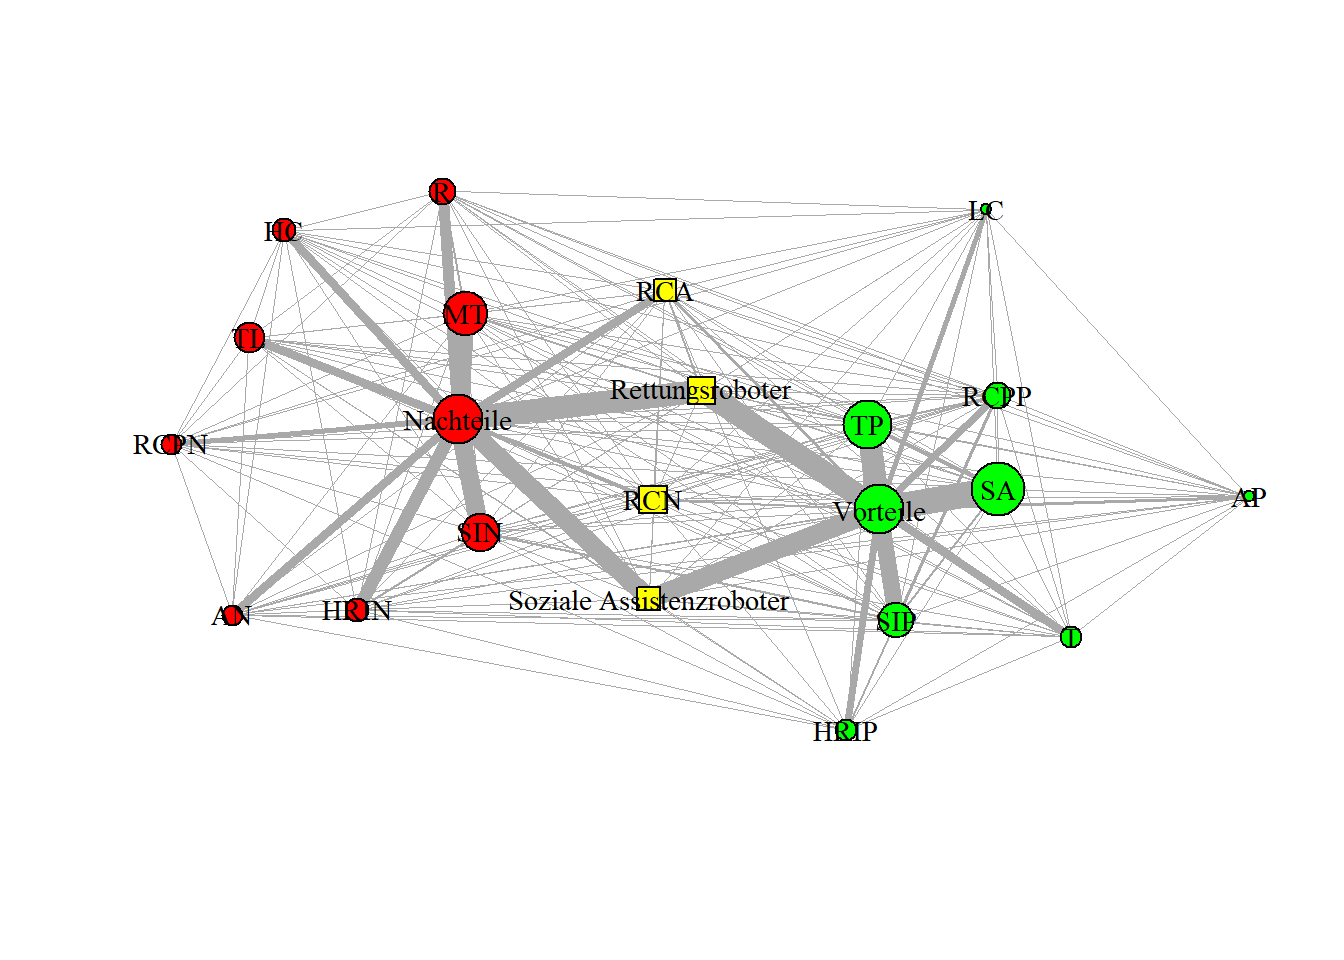 R
HC
LC
RCA
MT
TL
Rettungsroboter
RCPP
Nachteile
TP
RCPN
SA
AP
RCN
Vorteile
SIN
Soziale Assistenzroboter
HRIN
AN
SIP
I
HRIP